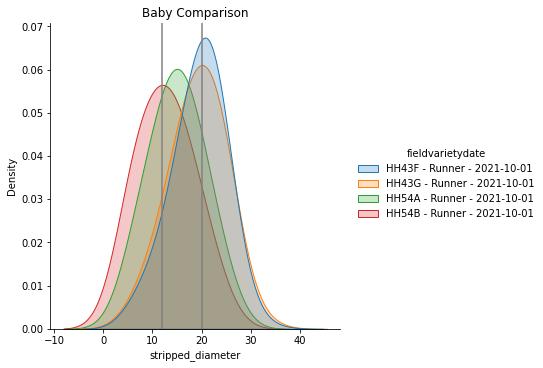 Baby Comparison
0.07
0.06
0.05
0.04
0.03
0.02
0.01
0.00
Density
-10
0
10
20
30
40
stripped_diameter
fieldvarietydate
HH43F - Runner - 2021-10-01
HH43G - Runner - 2021-10-01
HH54A - Runner - 2021-10-01
HH54B - Runner - 2021-10-01